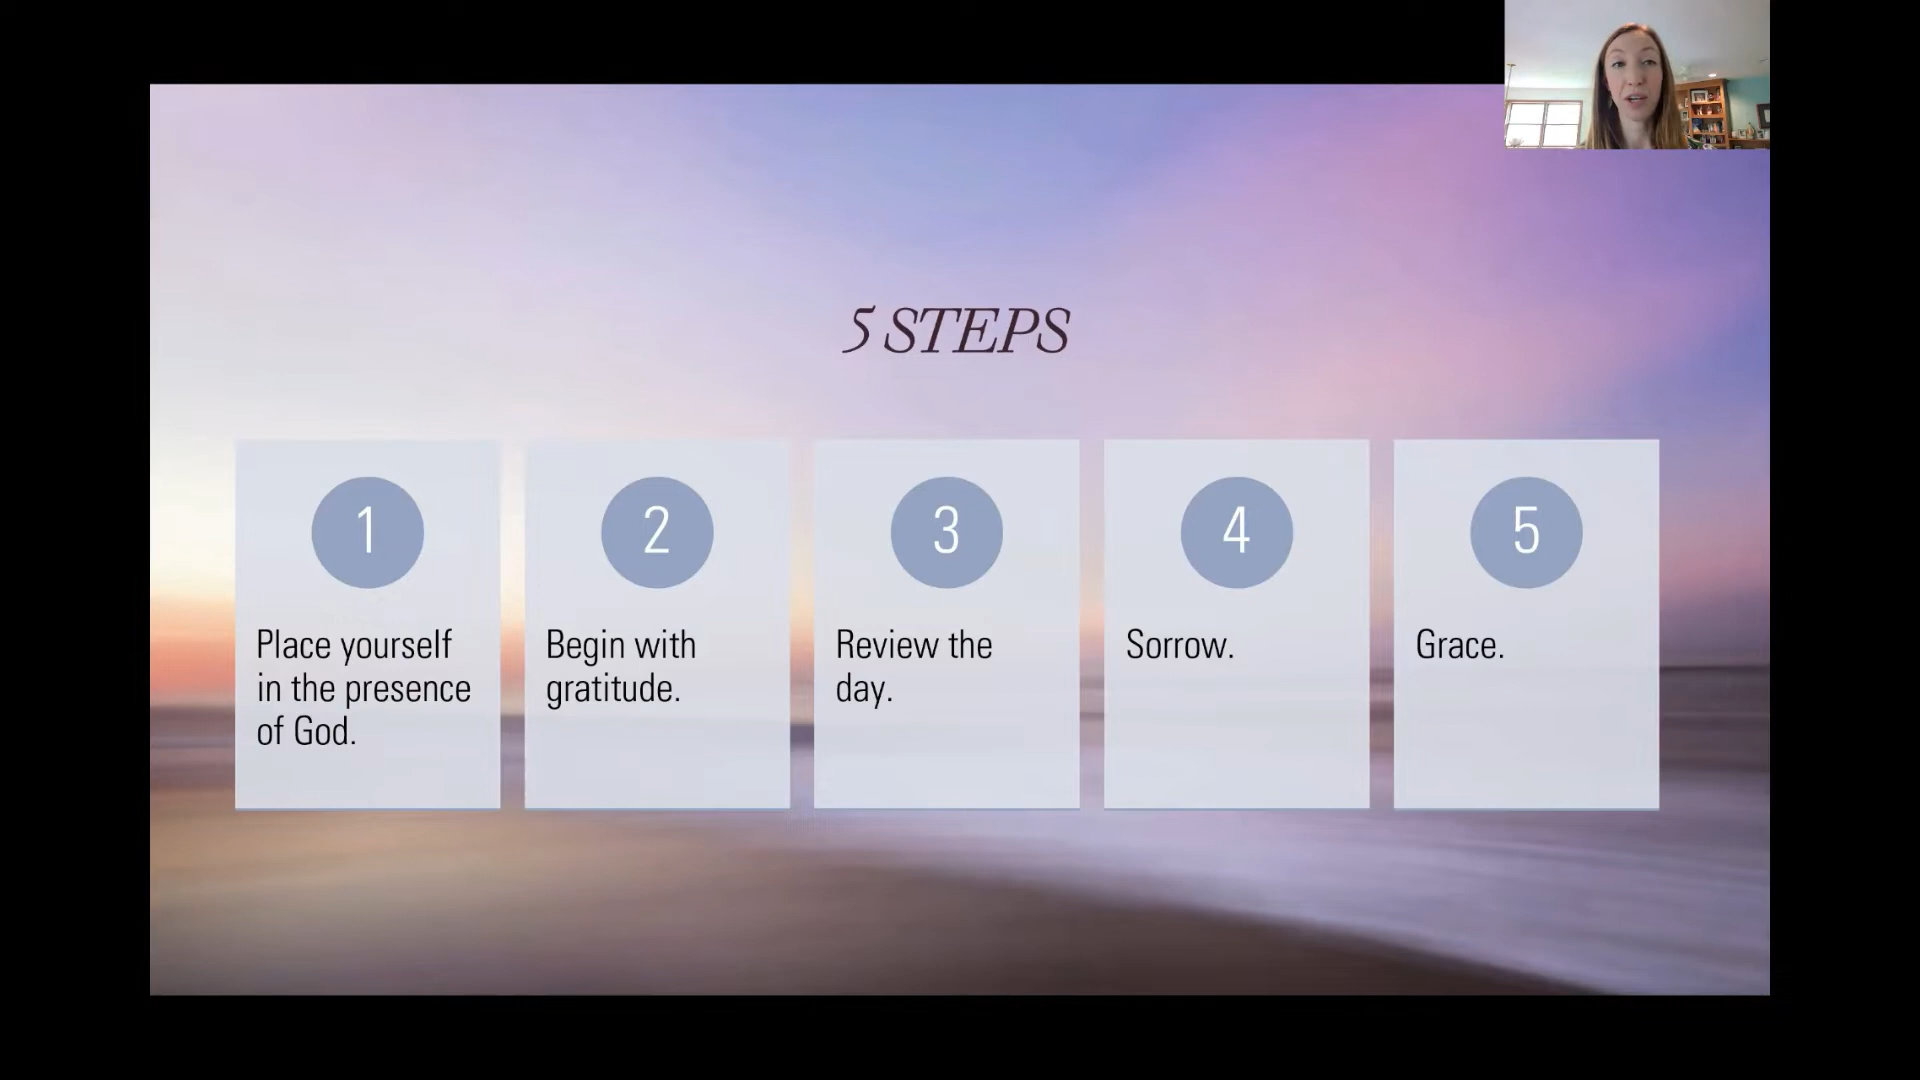 5 STEPS
1
Place yourself
in the presence
of God.
2
Begin with
gratitude.
3
Review the
day.
4
Sorrow.
5
Grace.